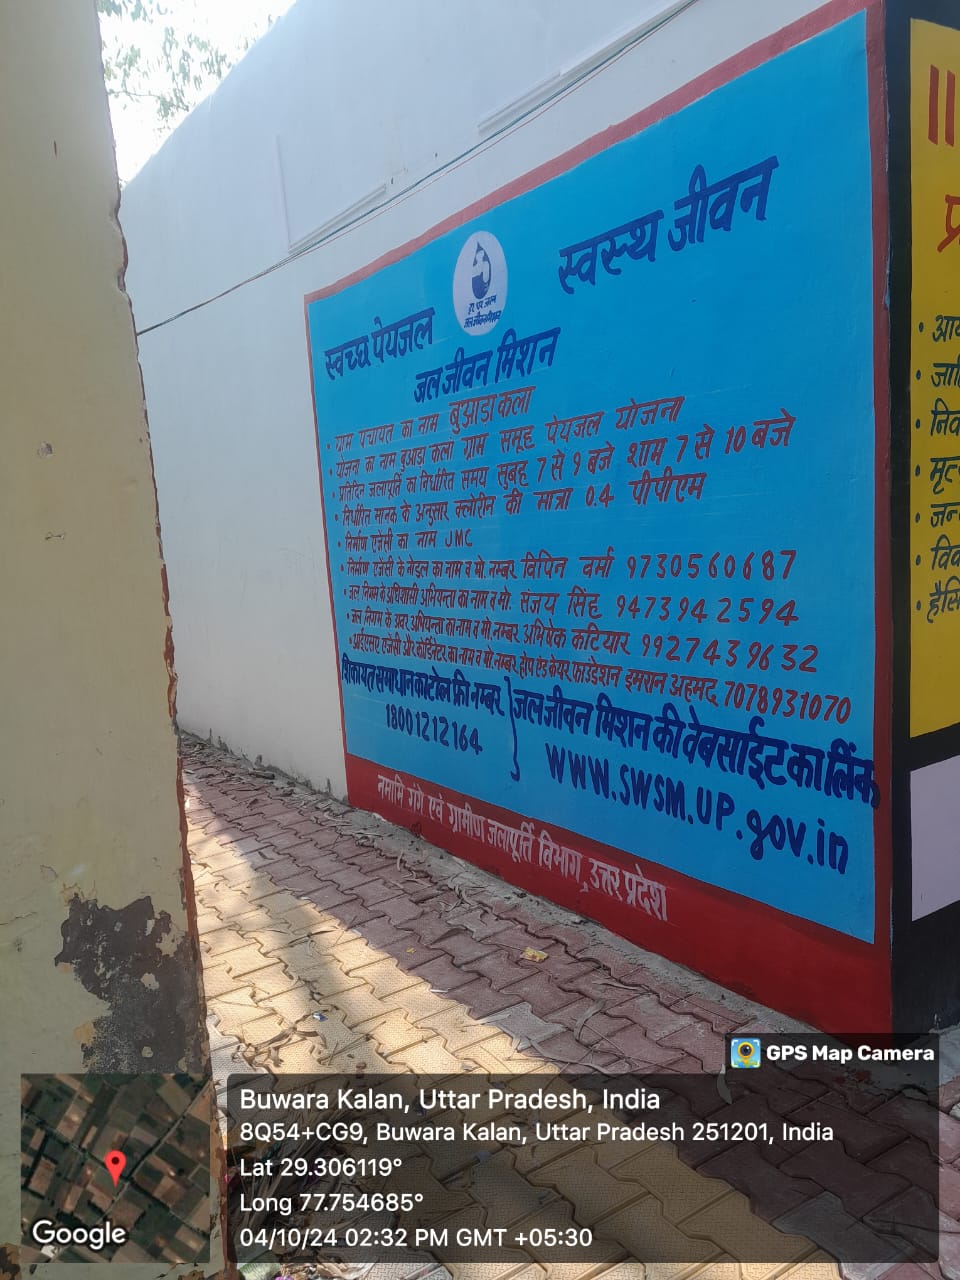 स्वच्छ पेयजल
स्वस्थ जीवन
हर घर जल
जल जीवन मिशन
जल जीवन मिशन
• ग्राम पंचायत का नाम बुआडा कला
• योजना का नाम बुआडा कला ग्राम समूह पेयजल योजना
• प्रतिदिन जलापूर्ति का निर्धारित समय सुबह 7 से 9 बजे शाम 7 से 10 बजे
• निर्धारित मानक के अनुसार क्लोरीन की मात्रा 0.4 पीपीएम
• निर्माण एजेंसी का नाम JMC
• निर्माण एजेंसी के नोडल का नाम व मो. नम्बर विपिन वर्मा 9730560687
• जल निगम के अधिशासी अभियन्ता का नाम व मो. संजय सिंह 9473942594
• जल निगम के अवर अभियन्ता का नाम व मो. नम्बर अभिषेक कटियार 9927439632
• आईएसए एजेंसी और कोर्डिनेटर का नाम व मो. नम्बर होप एंड केयर फाउंडेशन इमरान अहमद 7078931070
शिकायत समाधान का टोल फ्री नम्बर
18001212164
जल जीवन मिशन की वेबसाईट का लिंक
WWW.SWSM.UP.gov.in
नमामि गंगे एवं ग्रामीण जलापूर्ति विभाग, उत्तर प्रदेश
GPS Map Camera
Buwara Kalan, Uttar Pradesh, India
8Q54+CG9, Buwara Kalan, Uttar Pradesh 251201, India
Lat 29.306119°
Long 77.754685°
04/10/24 02:32 PM GMT +05:30
Google